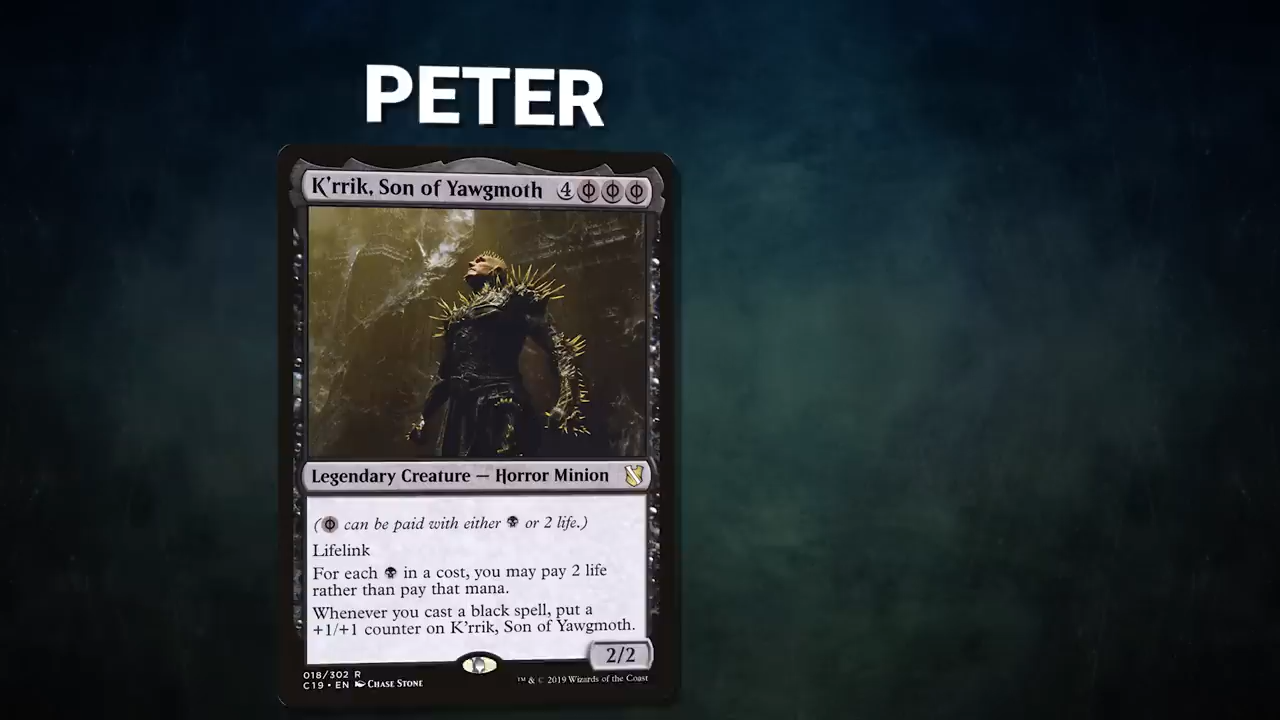 PETER
K'rrik, Son of Yawgmoth 4
Legendary Creature — Horror Minion
( can be paid with either or 2 life.)
Lifelink
For each in a cost, you may pay 2 life
rather than pay that mana.
Whenever you cast a black spell, put a
+1/+1 counter on K'rrik, Son of Yawgmoth.
2/2
018/302 R
C19 • EN CHASE STONE
™ & © 2019 Wizards of the Coast